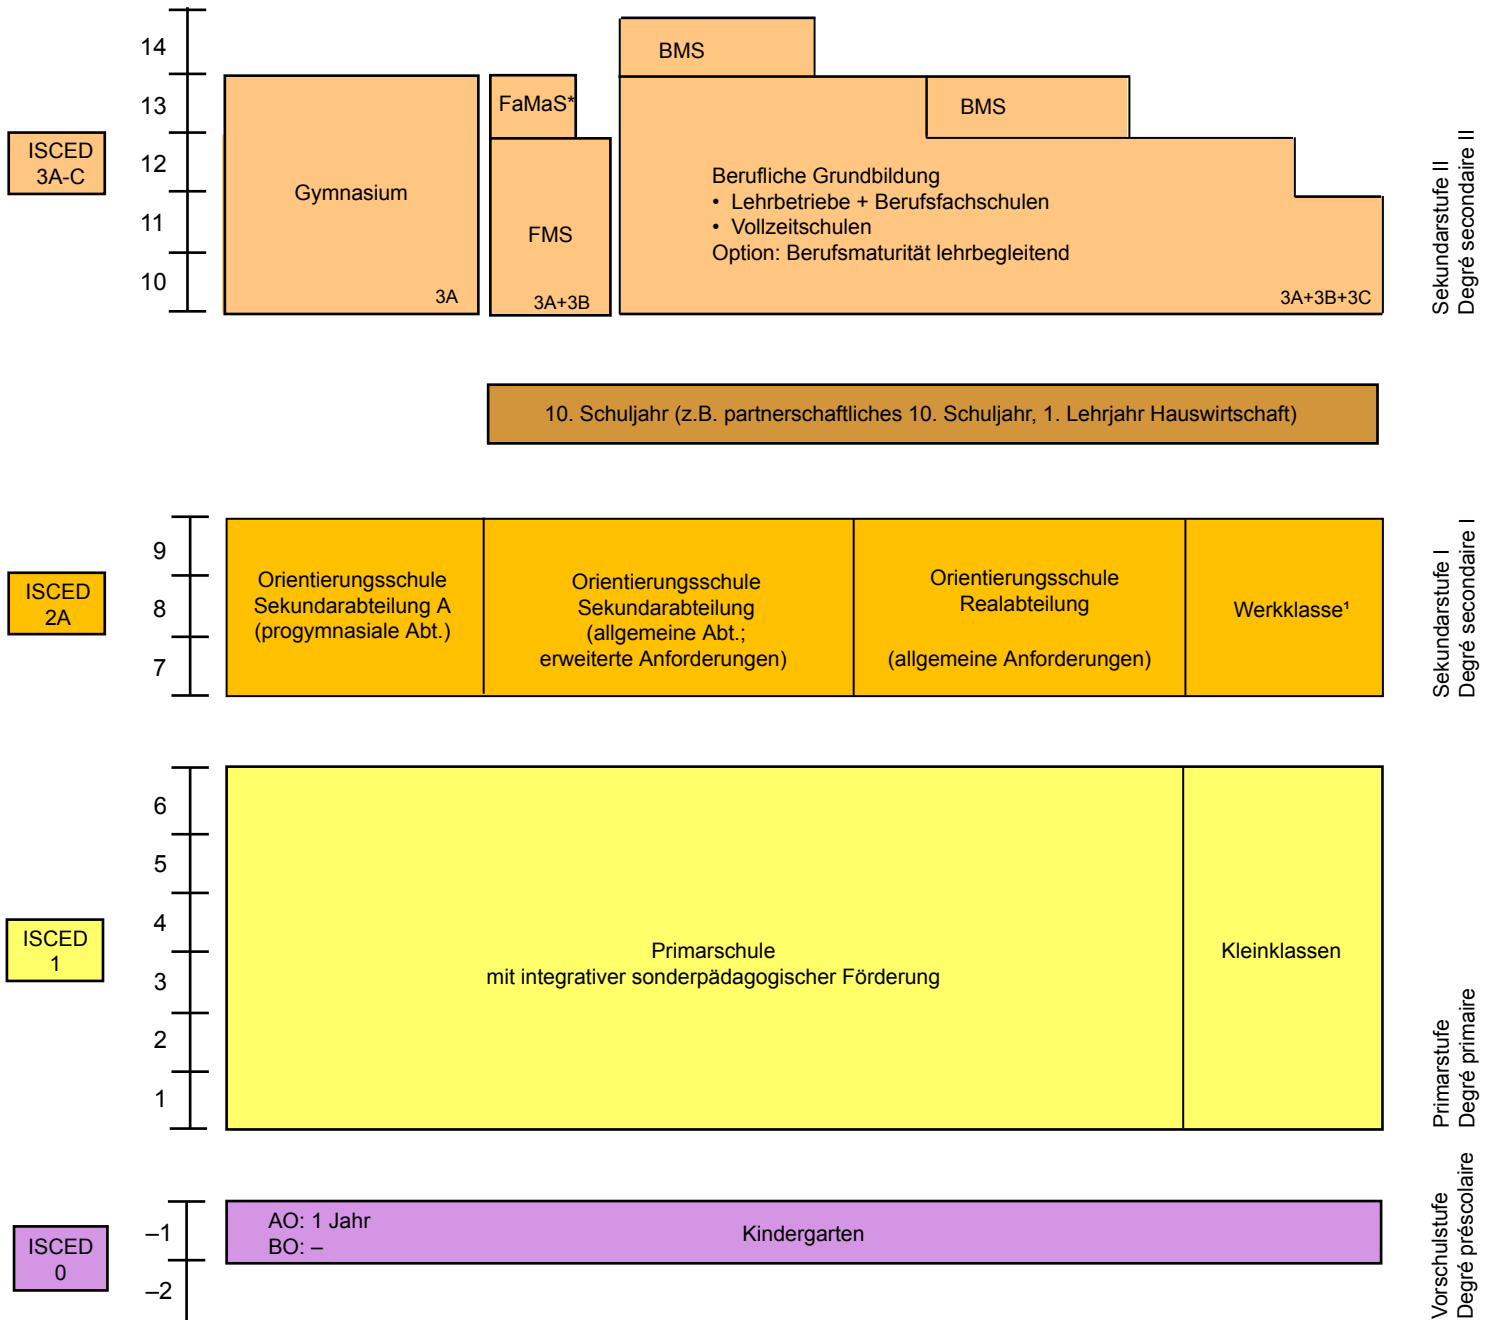 14
13
12
11
10
ISCED
3A-C
Gymnasium
3A
FaMaS*
FMS
3A+3B
BMS
BMS
Berufliche Grundbildung
• Lehrbetriebe + Berufsfachschulen
• Vollzeitschulen
Option: Berufsmaturität lehrbegleitend
3A+3B+3C
Sekundarstufe II
Degré secondaire II
10. Schuljahr (z.B. partnerschaftliches 10. Schuljahr, 1. Lehrjahr Hauswirtschaft)
9
8
7
ISCED
2A
Orientierungsschule
Sekundarabteilung A
(progymnasiale Abt.)
Orientierungsschule
Sekundarabteilung
(allgemeine Abt.;
erweiterte Anforderungen)
Orientierungsschule
Realabteilung
(allgemeine Anforderungen)
Werkklasse¹
Sekundarstufe I
Degré secondaire I
6
5
4
3
2
1
ISCED
1
Primarschule
mit integrativer sonderpädagogischer Förderung
Kleinklassen
Primarstufe
Degré primaire
–1
–2
ISCED
0
AO: 1 Jahr
BO: –
Kindergarten
Vorschulstufe
Degré préscolaire